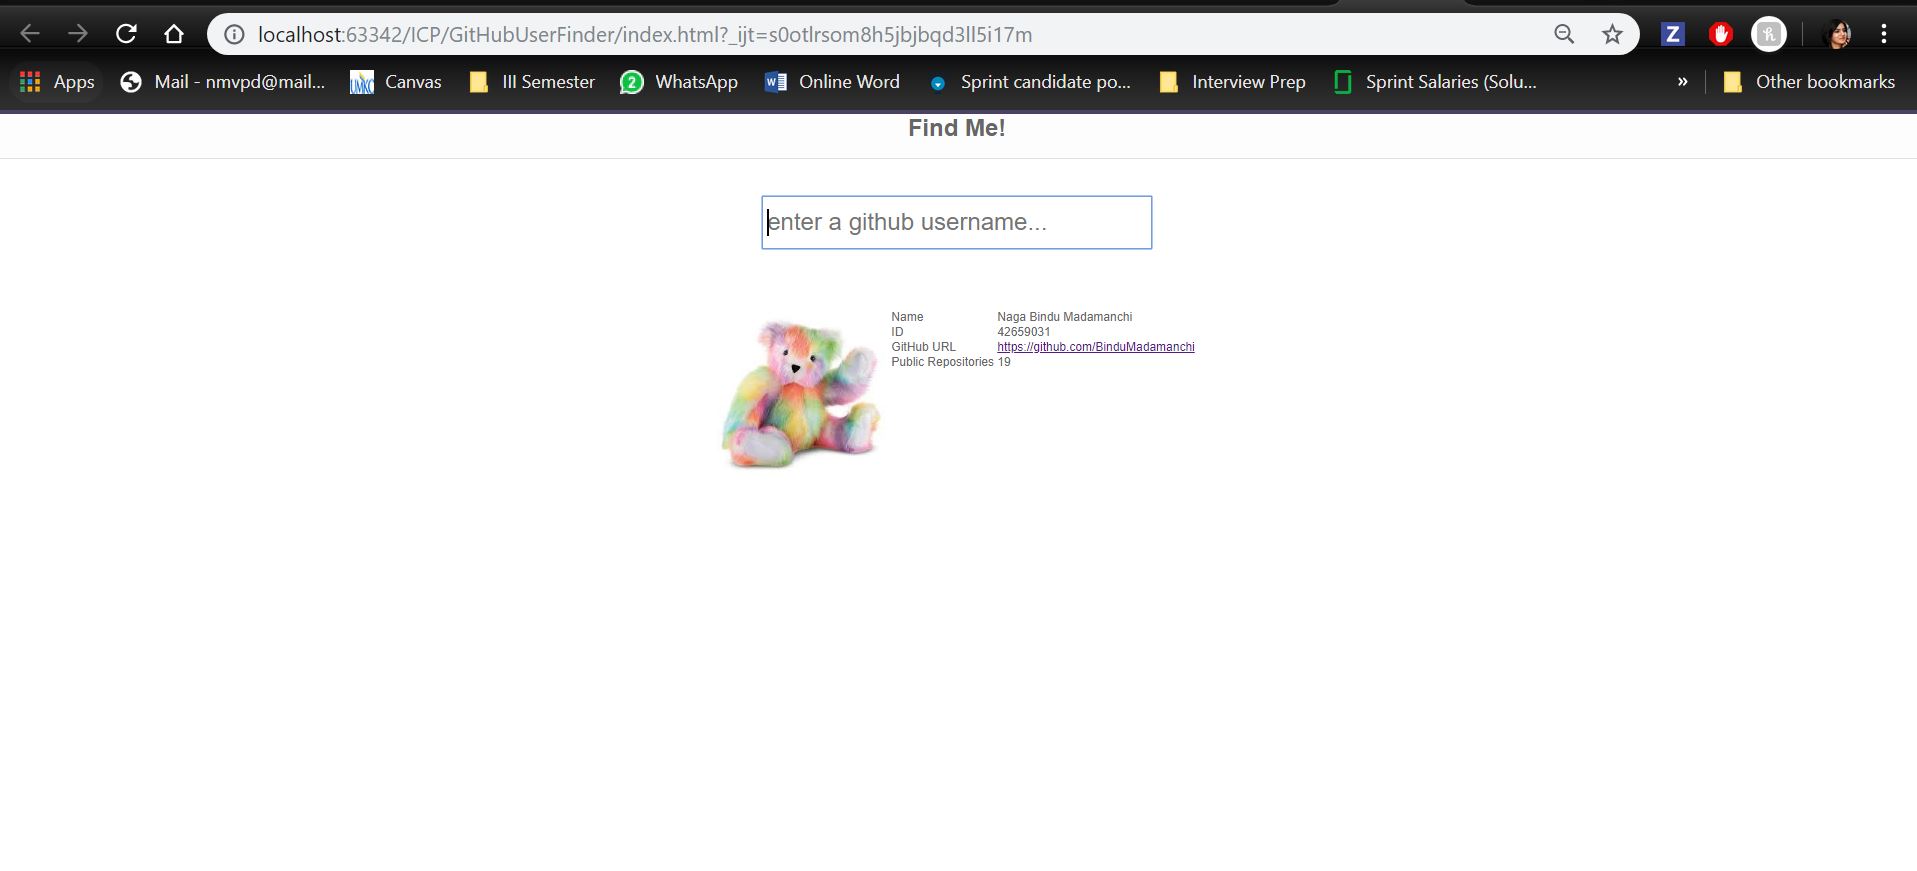 localhost:63342/ICP/GitHubUserFinder/index.html?_ijt=s0otlrsom8h5jbjbqd3ll5i17m
Z
h
Apps Mail - nmvpd@mail... UMKC Canvas III Semester 2 WhatsApp W Online Word Sprint candidate po... Interview Prep Sprint Salaries (Solu... » Other bookmarks
Find Me!
enter a github username...
Name Naga Bindu Madamanchi
ID 42659031
GitHub URL https://github.com/BinduMadamanchi
Public Repositories 19